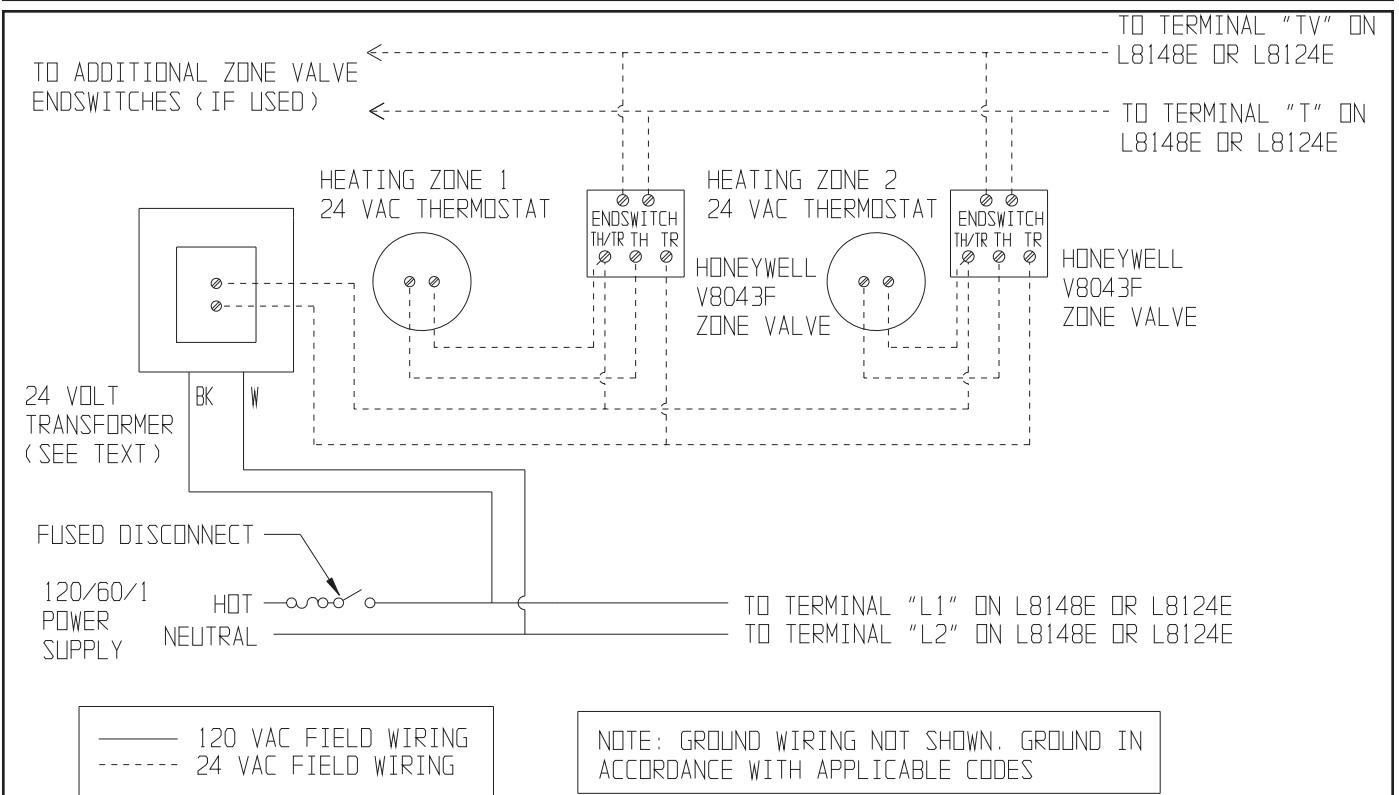 TO TERMINAL "TV" ON
L8148E OR L8124E
TO ADDITIONAL ZONE VALVE
ENDSWITCHES (IF USED)
TO TERMINAL "T" ON
L8148E OR L8124E
HEATING ZONE 1
24 VAC THERMOSTAT
HEATING ZONE 2
24 VAC THERMOSTAT
ENDSWITCH
TH/TR TH TR
ENDSWITCH
TH/TR TH TR
HONEYWELL
V8043F
ZONE VALVE
HONEYWELL
V8043F
ZONE VALVE
24 VOLT
TRANSFORMER
(SEE TEXT)
BK
W
FUSED DISCONNECT
120/60/1
POWER
SUPPLY
HOT
NEUTRAL
TO TERMINAL "L1" ON L8148E OR L8124E
TO TERMINAL "L2" ON L8148E OR L8124E
120 VAC FIELD WIRING
24 VAC FIELD WIRING
NOTE: GROUND WIRING NOT SHOWN. GROUND IN
ACCORDANCE WITH APPLICABLE CODES